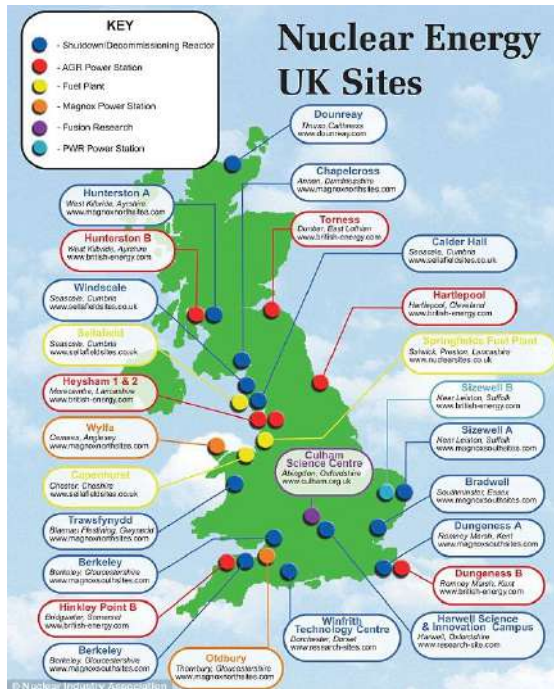 KEY
- Shutdown/Decommissioning Reactor
- AGR Power Station
- Fuel Plant
- Magnox Power Station
- Fusion Research
- PWR Power Station
Nuclear Energy
UK Sites
Dounreay
Thurso, Caithness
www.dounreay.com
Chapelcross
Annan, Dumfriesshire
www.magnoxnorthsites.com
Hunterston A
West Kilbride, Ayrshire
www.magnoxnorthsites.com
Torness
Dunbar, East Lothian
www.british-energy.com
Hunterston B
West Kilbride, Ayrshire
www.british-energy.com
Calder Hall
Seascale, Cumbria
www.sellafieldsites.co.uk
Windscale
Seascale, Cumbria
www.sellafieldsites.co.uk
Hartlepool
Hartlepool, Cleveland
www.british-energy.com
Sellafield
Seascale, Cumbria
www.sellafieldsites.co.uk
Springfields Fuel Plant
Salwick, Preston, Lancashire
www.nuclearsites.co.uk
Heysham 1 & 2
Morecambe, Lancashire
www.british-energy.com
Sizewell B
Near Leiston, Suffolk
www.british-energy.com
Wylfa
Cemaes, Anglesey
www.magnoxnorthsites.com
Sizewell A
Near Leiston, Suffolk
www.magnoxsouthsites.com
Capenhurst
Chester, Cheshire
www.sellafieldsites.co.uk
Culham
Science Centre
Abingdon, Oxfordshire
www.culham.org.uk
Bradwell
Southminster, Essex
www.magnoxsouthsites.com
Trawsfynydd
Blaenau Ffestiniog, Gwynedd
www.magnoxnorthsites.com
Dungeness A
Romney Marsh, Kent
www.magnoxsouthsites.com
Berkeley
Berkeley, Gloucestershire
www.magnoxsouthsites.com
Dungeness B
Romney Marsh, Kent
www.british-energy.com
Hinkley Point B
Bridgwater, Somerset
www.british-energy.com
Winfrith
Technology Centre
Dorchester, Dorset
www.research-sites.com
Harwell Science
& Innovation Campus
Harwell, Oxfordshire
www.research-site.com
Berkeley
Berkeley, Gloucestershire
www.magnoxsouthsites.com
Oldbury
Thornbury, Gloucestershire
www.magnoxnorthsites.com
© Nuclear Industry Association